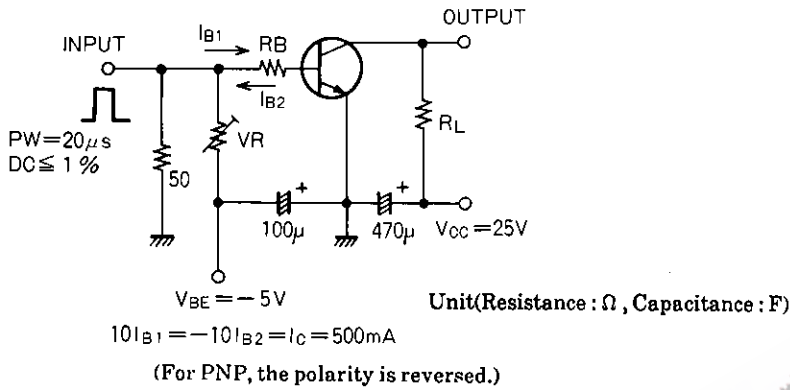 OUTPUT
INPUT
IB1
RB
IB2
PW=20μs
DC≦1%
50
VR
RL
100μ
+
470μ
+
VCC=25V
VBE=-5V
Unit(Resistance : Ω , Capacitance : F)
10IB1=-10IB2=IC=500mA
(For PNP, the polarity is reversed.)